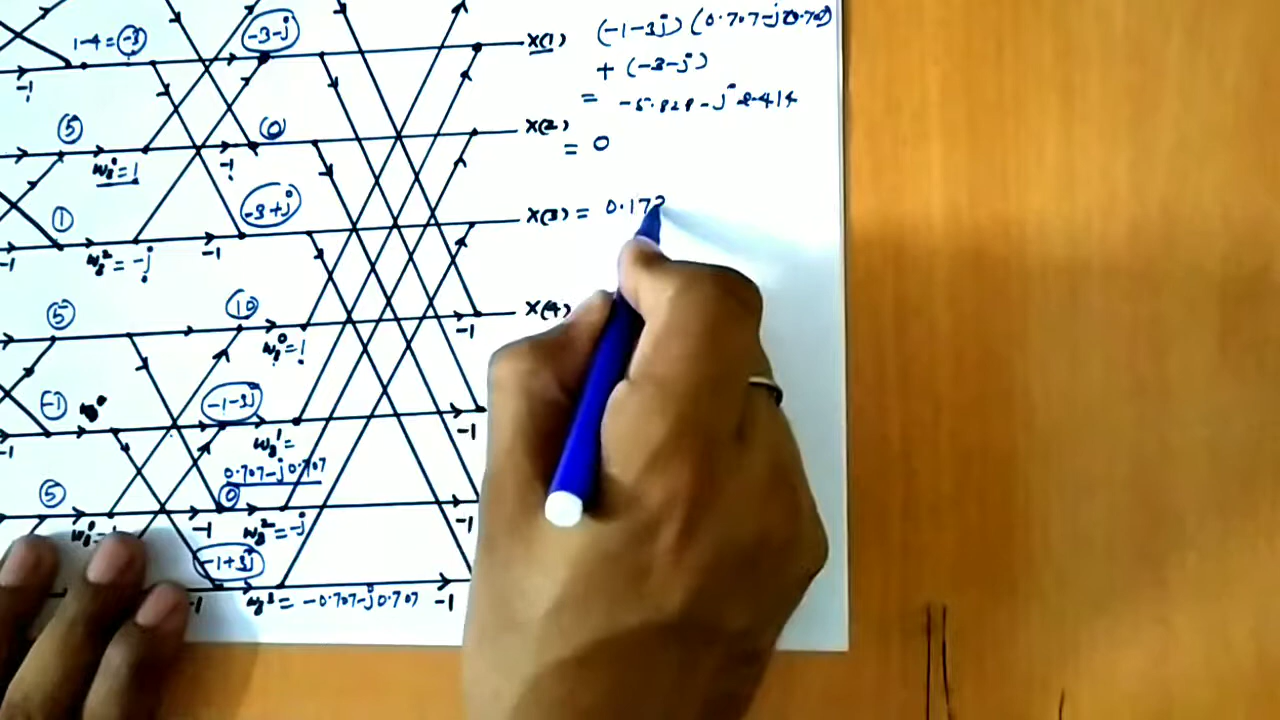 1-4 = -3
-3-j
X(1)
(-1-3j) (0.707-j0.707)
+ (-3-j)
= -5.828-j2.414
-1
5
0
X(2)
= 0
w8⁰=1
-1
1
-3+j
X(3) = 0.172
-1
w8² = -j
-1
5
10
X(4)
w8⁰=1
-1
-1
-1-3j
-1
w8¹ =
-1
0.707-j0.707
5
0
-1
w8²=-j
-1
-1+3j
-1
w8³ = -0.707-j0.707
-1